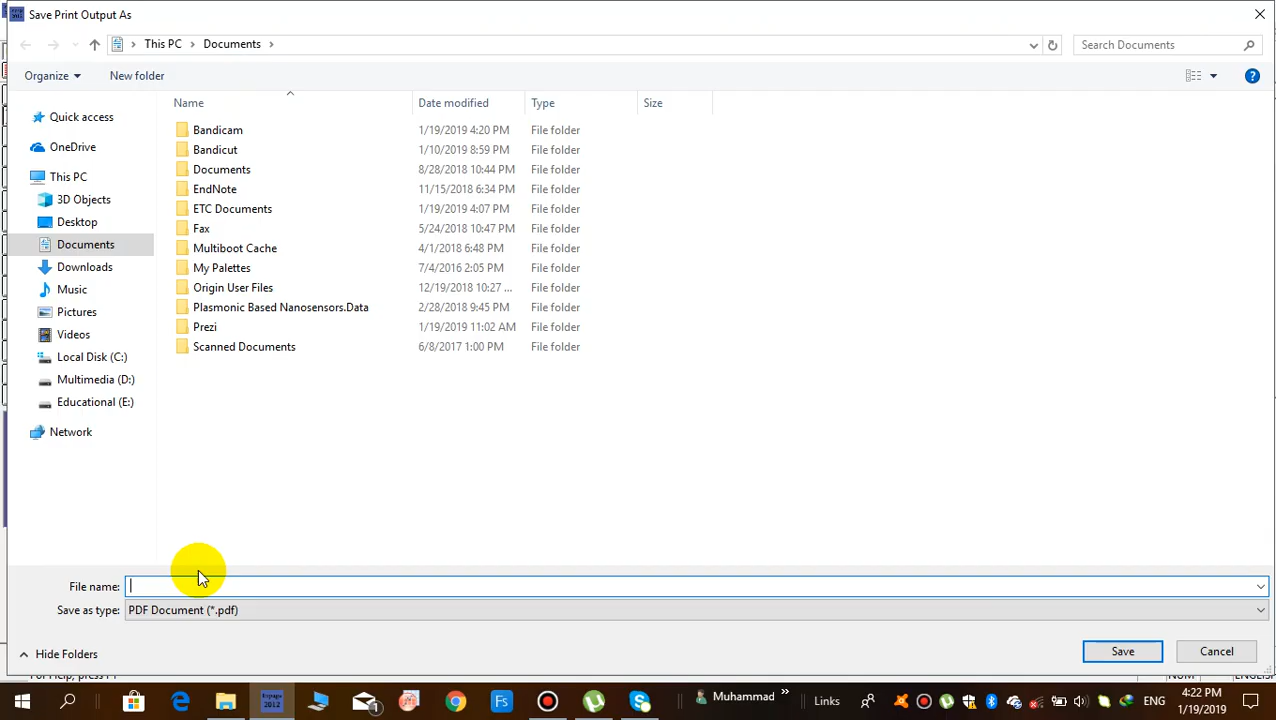 Save Print Output As
This PC
Documents
Search Documents
Organize
New folder
Name
Date modified
Type
Size
Quick access
OneDrive
This PC
3D Objects
Desktop
Documents
Downloads
Music
Pictures
Videos
Local Disk (C:)
Multimedia (D:)
Educational (E:)
Network
Bandicam 1/19/2019 4:20 PM File folder
Bandicut 1/10/2019 8:59 PM File folder
Documents 8/28/2018 10:44 PM File folder
EndNote 11/15/2018 6:34 PM File folder
ETC Documents 1/19/2019 4:07 PM File folder
Fax 5/24/2018 10:47 PM File folder
Multiboot Cache 4/1/2018 6:48 PM File folder
My Palettes 7/4/2016 2:05 PM File folder
Origin User Files 12/19/2018 10:27 ... File folder
Plasmonic Based Nanosensors.Data 2/28/2018 9:45 PM File folder
Prezi 1/19/2019 11:02 AM File folder
Scanned Documents 6/8/2017 1:00 PM File folder
File name:
Save as type: PDF Document (*.pdf)
Hide Folders
Save
Cancel
Inpage
2012
1
Fs
Muhammad
Links
ENG
4:22 PM
1/19/2019